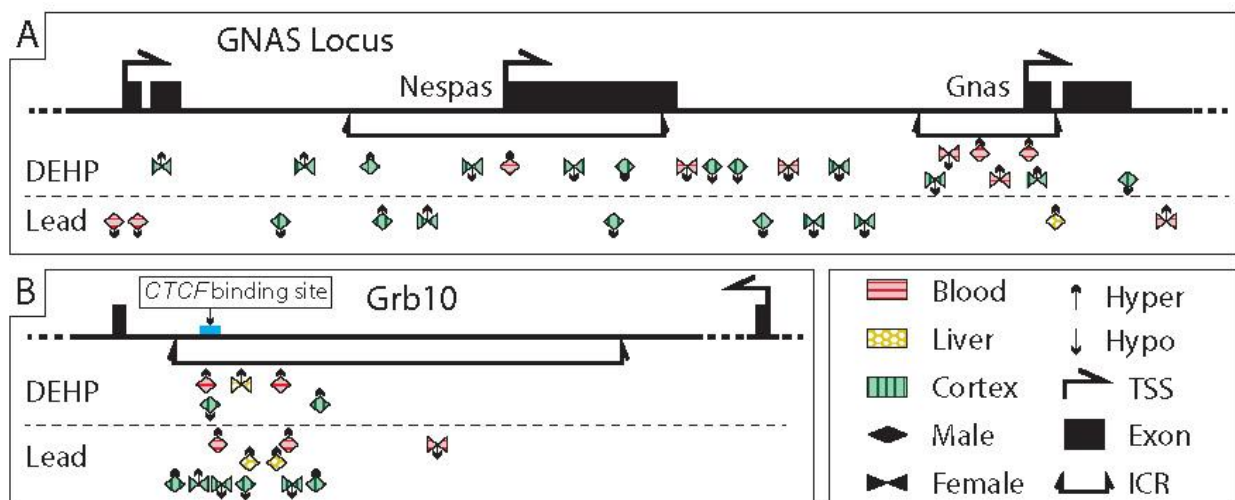 A
GNAS Locus
Nespas
Gnas
DEHP
Lead
B
CTCF binding site
Grb10
DEHP
Lead
Blood
Liver
Cortex
Male
Female
Hyper
Hypo
TSS
Exon
ICR